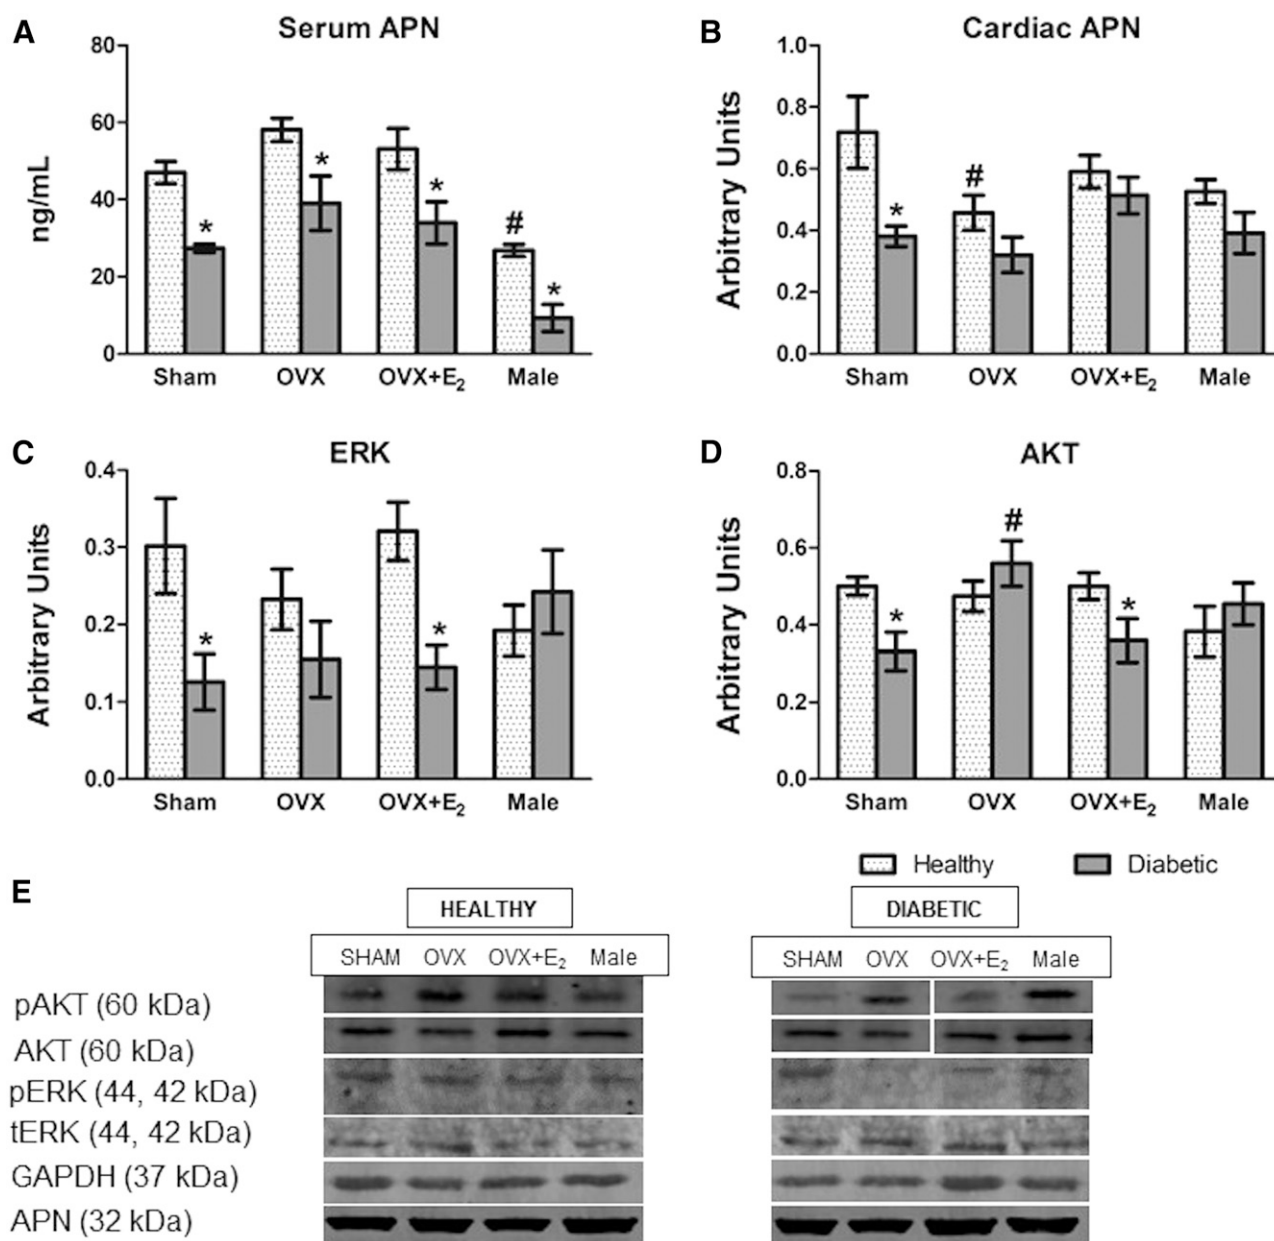 A
Serum APN
ng/mL
80
60
40
20
0
*
*
*
#
*
Sham OVX OVX+E₂ Male
B
Cardiac APN
Arbitrary Units
1.0
0.8
0.6
0.4
0.2
0.0
*
#
Sham OVX OVX+E₂ Male
C
ERK
Arbitrary Units
0.4
0.3
0.2
0.1
0.0
*
*
Sham OVX OVX+E₂ Male
D
AKT
Arbitrary Units
0.8
0.6
0.4
0.2
0.0
*
#
*
Sham OVX OVX+E₂ Male
Healthy Diabetic
E
HEALTHY DIABETIC
SHAM OVX OVX+E₂ Male SHAM OVX OVX+E₂ Male
pAKT (60 kDa)
AKT (60 kDa)
pERK (44, 42 kDa)
tERK (44, 42 kDa)
GAPDH (37 kDa)
APN (32 kDa)